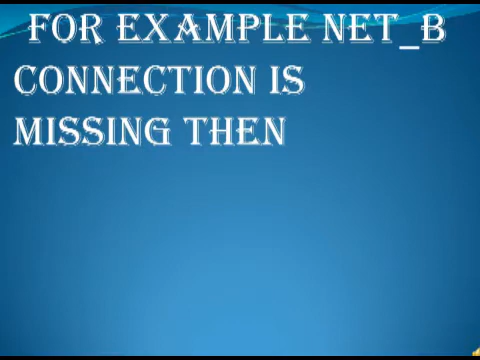 FOR EXAMPLE NET_B
CONNECTION IS
MISSING THEN